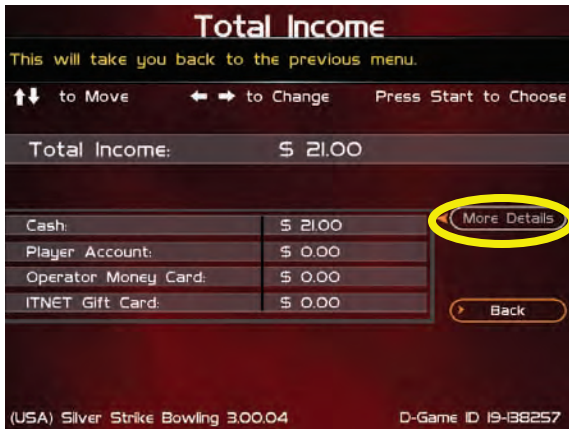 Total Income
This will take you back to the previous menu.
to Move to Change Press Start to Choose
Total Income: $ 21.00
Cash: $ 21.00
More Details
Player Account: $ 0.00
Operator Money Card: $ 0.00
ITNET Gift Card: $ 0.00
Back
(USA) Silver Strike Bowling 3.00.04 D-Game ID 19-138257